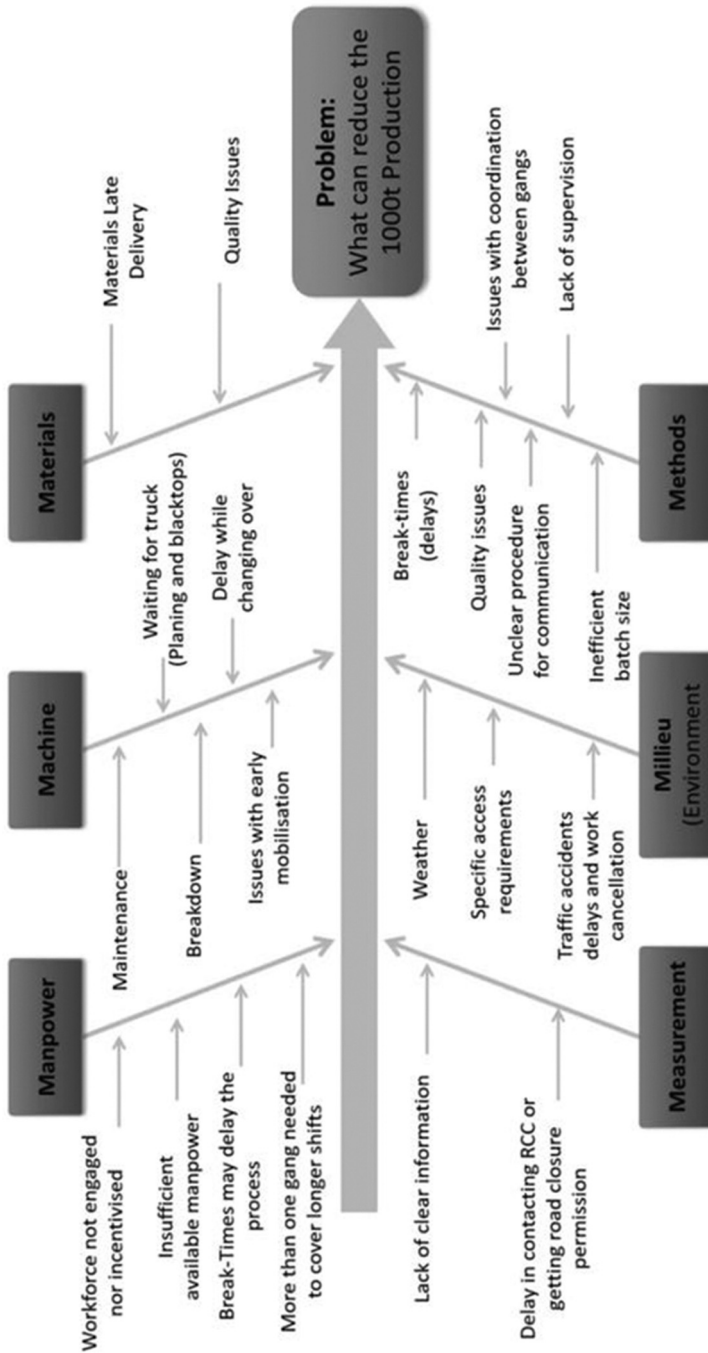 Manpower
Workforce not engaged
nor incentivised
Insufficient
available manpower
Break-Times may delay the
process
More than one gang needed
to cover longer shifts
Machine
Maintenance
Waiting for truck
(Planing and blacktops)
Breakdown
Delay while
changing over
Issues with early
mobilisation
Materials
Materials Late
Delivery
Quality Issues
Problem:
What can reduce the
1000t Production
Lack of clear information
Delay in contacting RCC or
getting road closure
permission
Measurement
Weather
Specific access
requirements
Traffic accidents
delays and work
cancellation
Millieu
(Environment
Break-times
(delays)
Quality issues
Issues with coordination
between gangs
Unclear procedure
for communication
Lack of supervision
Inefficient
batch size
Methods